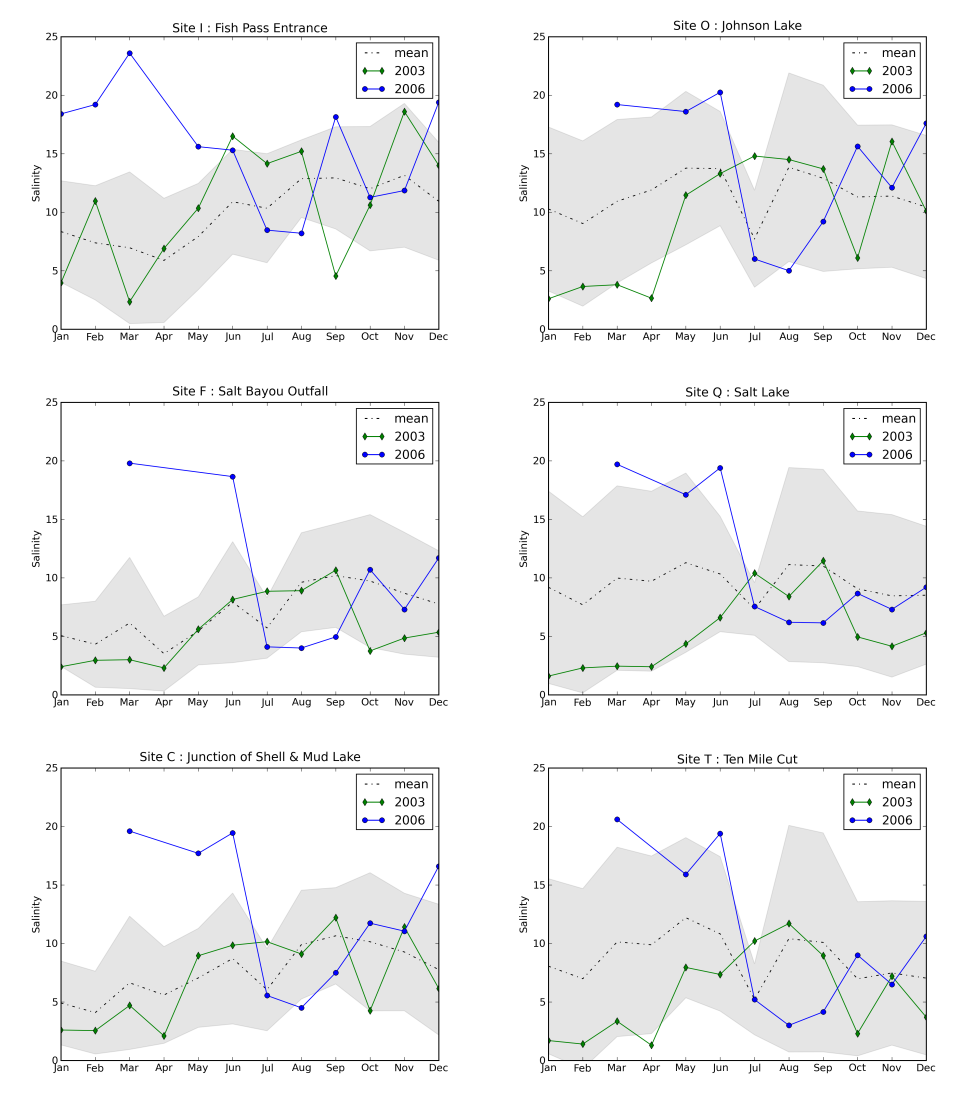 Site I : Fish Pass Entrance
25
20
15
10
5
0
Salinity
mean
2003
2006
Jan Feb Mar Apr May Jun Jul Aug Sep Oct Nov Dec
Site O : Johnson Lake
25
20
15
10
5
0
Salinity
mean
2003
2006
Jan Feb Mar Apr May Jun Jul Aug Sep Oct Nov Dec
Site F : Salt Bayou Outfall
25
20
15
10
5
0
Salinity
mean
2003
2006
Jan Feb Mar Apr May Jun Jul Aug Sep Oct Nov Dec
Site Q : Salt Lake
25
20
15
10
5
0
Salinity
mean
2003
2006
Jan Feb Mar Apr May Jun Jul Aug Sep Oct Nov Dec
Site C : Junction of Shell & Mud Lake
25
20
15
10
5
0
Salinity
mean
2003
2006
Jan Feb Mar Apr May Jun Jul Aug Sep Oct Nov Dec
Site T : Ten Mile Cut
25
20
15
10
5
0
Salinity
mean
2003
2006
Jan Feb Mar Apr May Jun Jul Aug Sep Oct Nov Dec